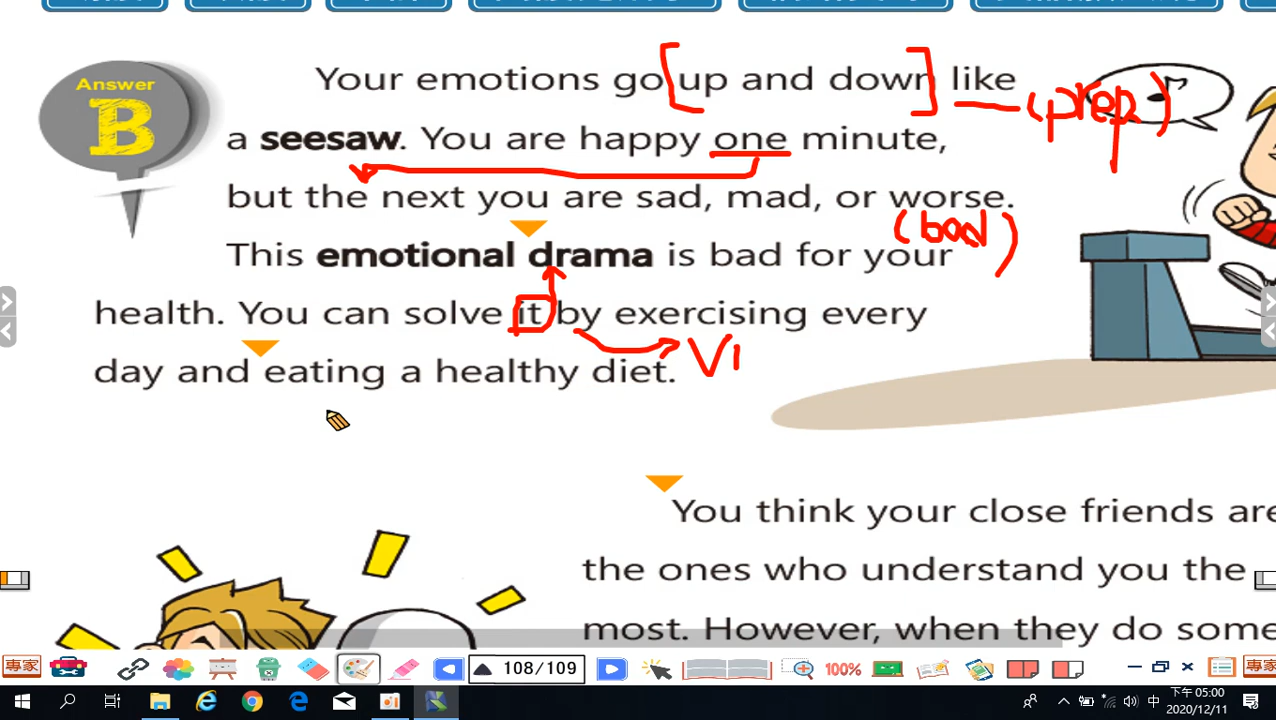 Answer
B
Your emotions go [up and down] like (prep)
a seesaw. You are happy one minute,
but the next you are sad, mad, or worse.
(bad)
This emotional drama is bad for your
health. You can solve it by exercising every
VI
day and eating a healthy diet.
You think your close friends are
the ones who understand you the
most. However, when they do some
專家
108/109
100%
專家
中
下午 05:00
2020/12/11